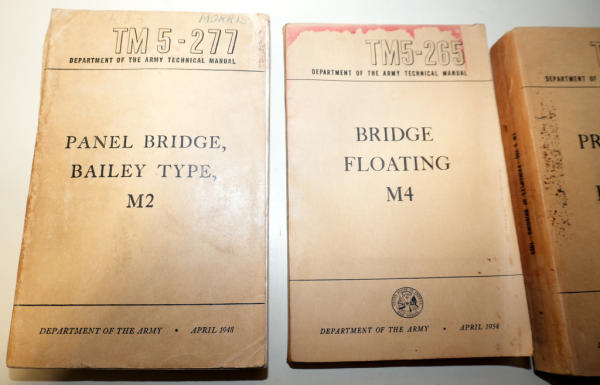 MORRIS
TM 5-277
DEPARTMENT OF THE ARMY TECHNICAL MANUAL
PANEL BRIDGE,
BAILEY TYPE,
M2
DEPARTMENT OF THE ARMY • APRIL 1948
TM5-265
DEPARTMENT OF THE ARMY TECHNICAL MANUAL
BRIDGE
FLOATING
M4
DEPARTMENT OF THE ARMY • APRIL 1954
DEPARTMENT OF
PR